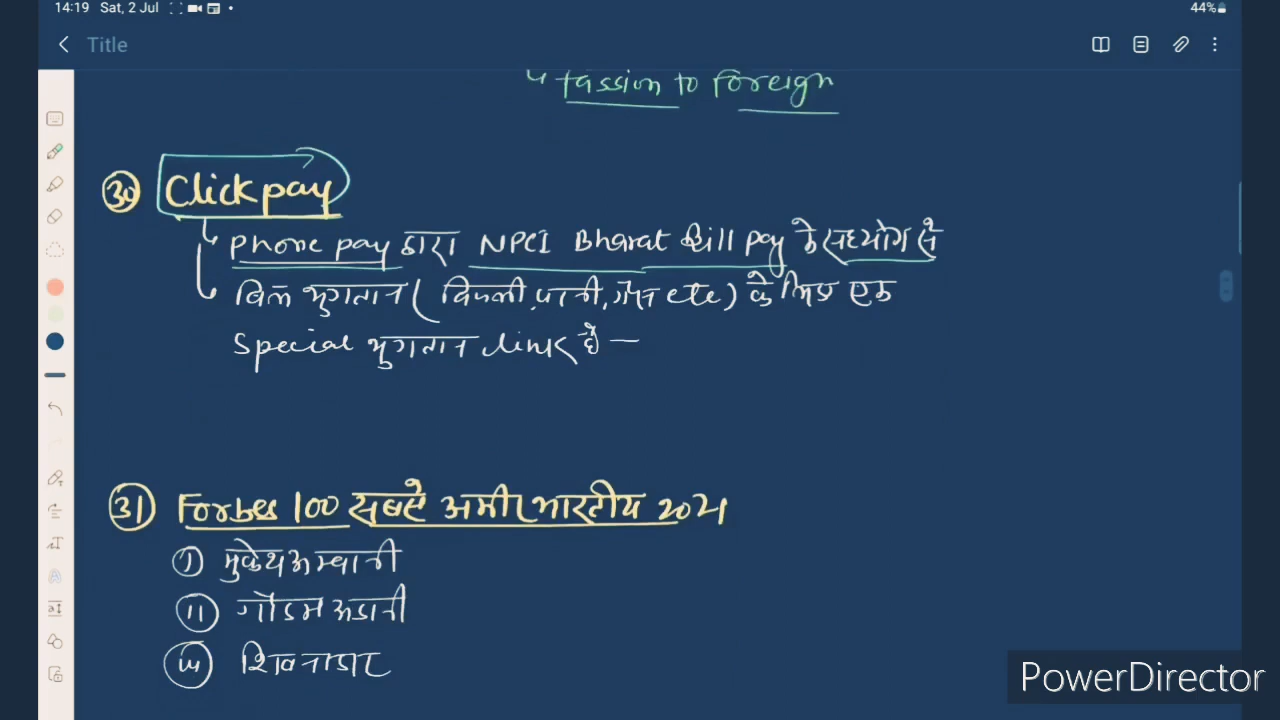 14:19 Sat, 2 Jul
44%
Title
Fassion to Foreign
30 Clickpay
Phone pay द्वारा NPCI Bharat Bill pay के सहयोग से
बिल भुगतान ( बिजली, पानी, गैस etc ) के लिए एक
Special भुगतान link है —
31 Forbes 100 सबसे अमीर भारतीय 2021
I मुकेश अम्बानी
II गौतम अडानी
III शिव नाडार
PowerDirector